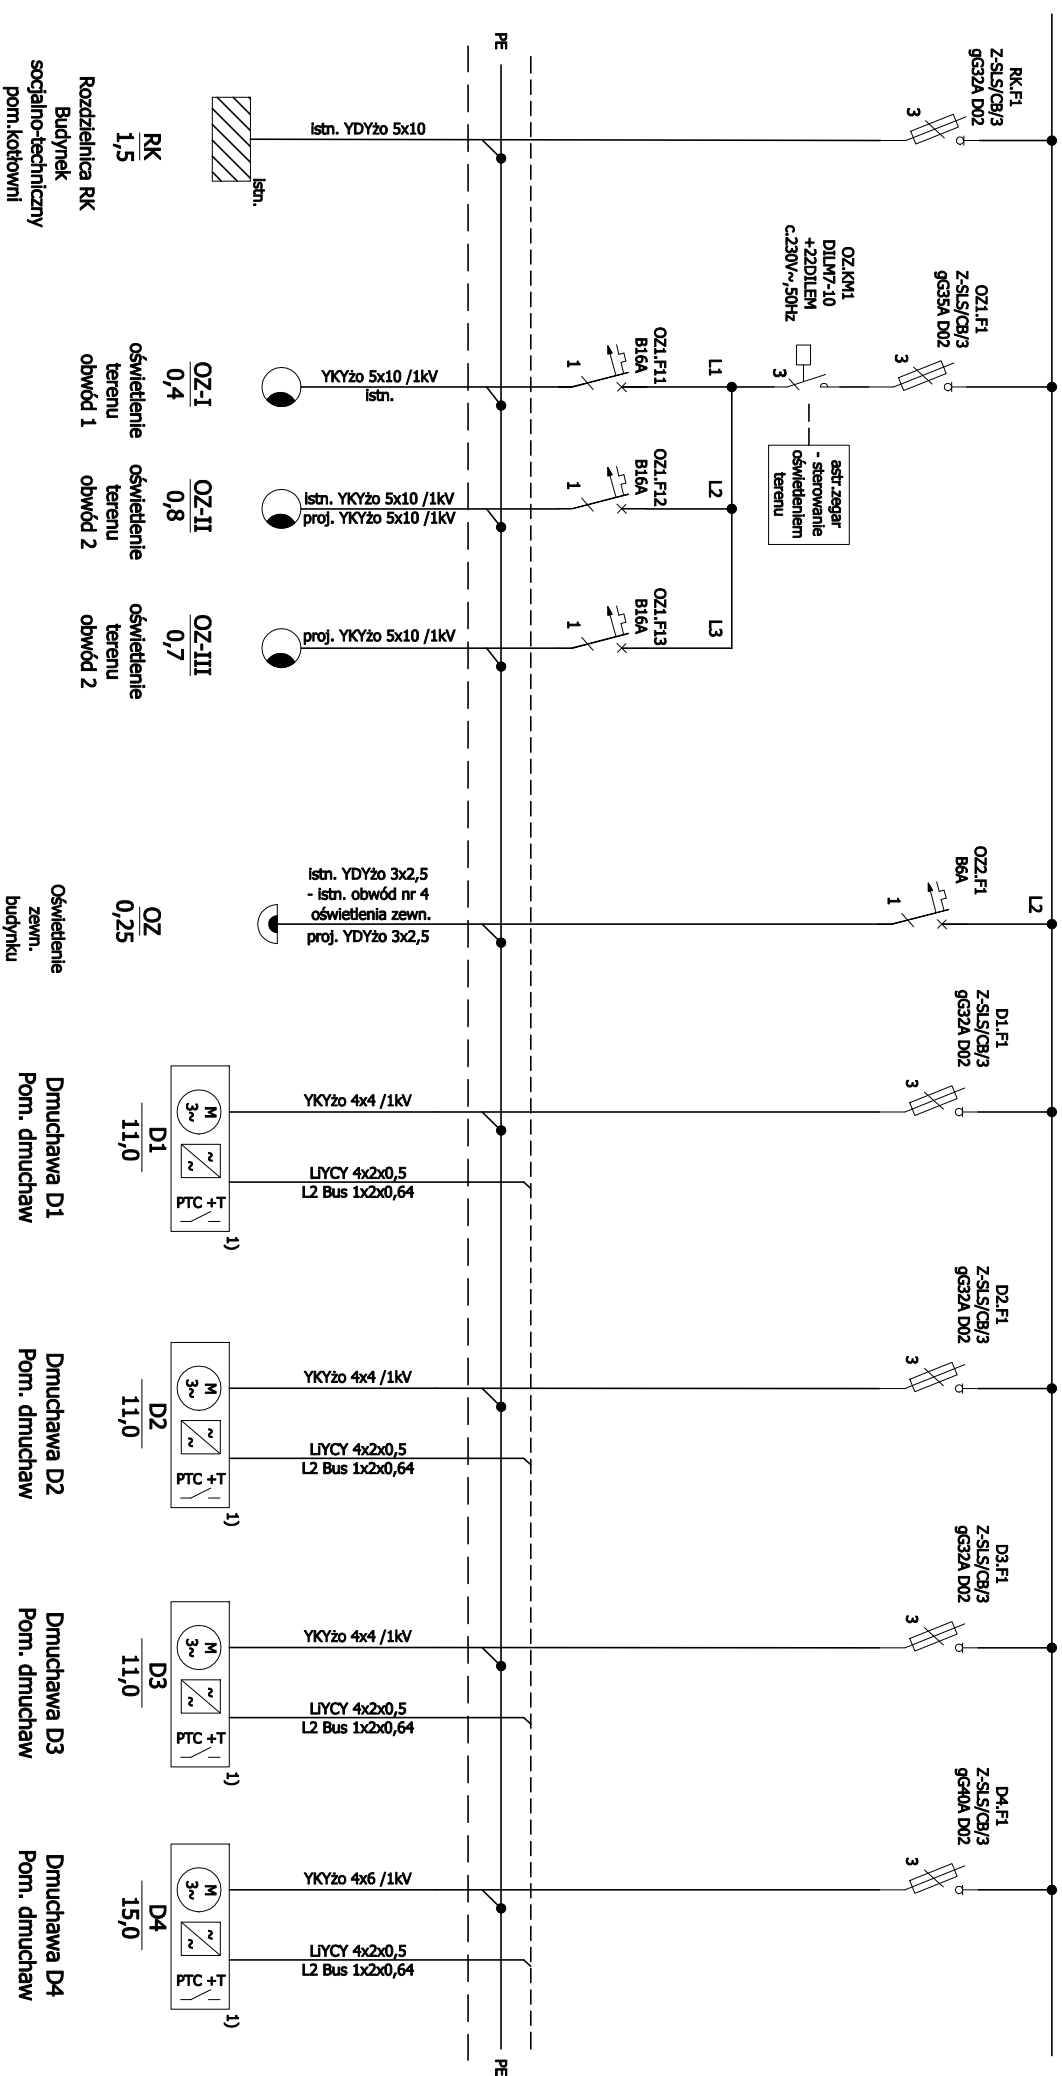 RK.F1
Z-SLS/CB/3
gG32A D02
3
istn. YDYżo 5x10
istn.
RK
1,5
Rozdzielnica RK
Budynek
socjalno-techniczny
pom.kotłowni
OZ1.F1
Z-SLS/CB/3
gG35A D02
3
OZ.KM1
DILM7-10
+22DILEM
c.230V~,50Hz
3
astr.zegar
- sterowanie
oświetleniem
terenu
L1
OZ1.F11
B16A
1
YKYżo 5x10 /1kV
istn.
OZ-I
0,4
oświetlenie
terenu
obwód 1
L2
OZ1.F12
B16A
1
istn. YKYżo 5x10 /1kV
proj. YKYżo 5x10 /1kV
OZ-II
0,8
oświetlenie
terenu
obwód 2
L3
OZ1.F13
B16A
1
proj. YKYżo 5x10 /1kV
OZ-III
0,7
oświetlenie
terenu
obwód 2
L2
OZ2.F1
B6A
1
istn. YDYżo 3x2,5
- istn. obwód nr 4
oświetlenia zewn.
proj. YDYżo 3x2,5
OZ
0,25
Oświetlenie
zewn.
budynku
D1.F1
Z-SLS/CB/3
gG32A D02
3
YKYżo 4x4 /1kV
LiYCY 4x2x0,5
L2 Bus 1x2x0,64
M
3~
~
~
PTC +T
1)
D1
11,0
Dmuchawa D1
Pom. dmuchaw
D2.F1
Z-SLS/CB/3
gG32A D02
3
YKYżo 4x4 /1kV
LiYCY 4x2x0,5
L2 Bus 1x2x0,64
M
3~
~
~
PTC +T
1)
D2
11,0
Dmuchawa D2
Pom. dmuchaw
D3.F1
Z-SLS/CB/3
gG32A D02
3
YKYżo 4x4 /1kV
LiYCY 4x2x0,5
L2 Bus 1x2x0,64
M
3~
~
~
PTC +T
1)
D3
11,0
Dmuchawa D3
Pom. dmuchaw
D4.F1
Z-SLS/CB/3
gG40A D02
3
YKYżo 4x6 /1kV
LiYCY 4x2x0,5
L2 Bus 1x2x0,64
M
3~
~
~
PTC +T
1)
D4
15,0
Dmuchawa D4
Pom. dmuchaw
PE
PE